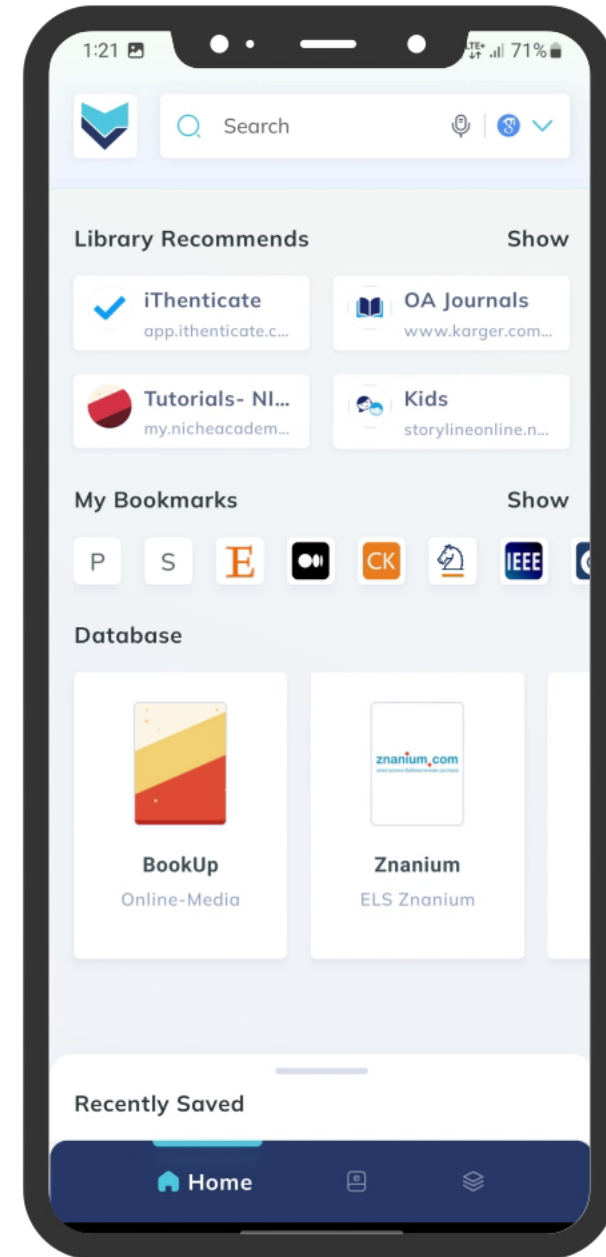 1:21 LTE+ 71%
Search
Library Recommends Show
iThenticate OA Journals
app.ithenticate.c... www.karger.com...
Tutorials- NI... Kids
my.nicheacadem... storylineonline.n...
My Bookmarks Show
P S E CK IEEE
Database
znanium.com
BookUp Znanium
Online-Media ELS Znanium
Recently Saved
Home